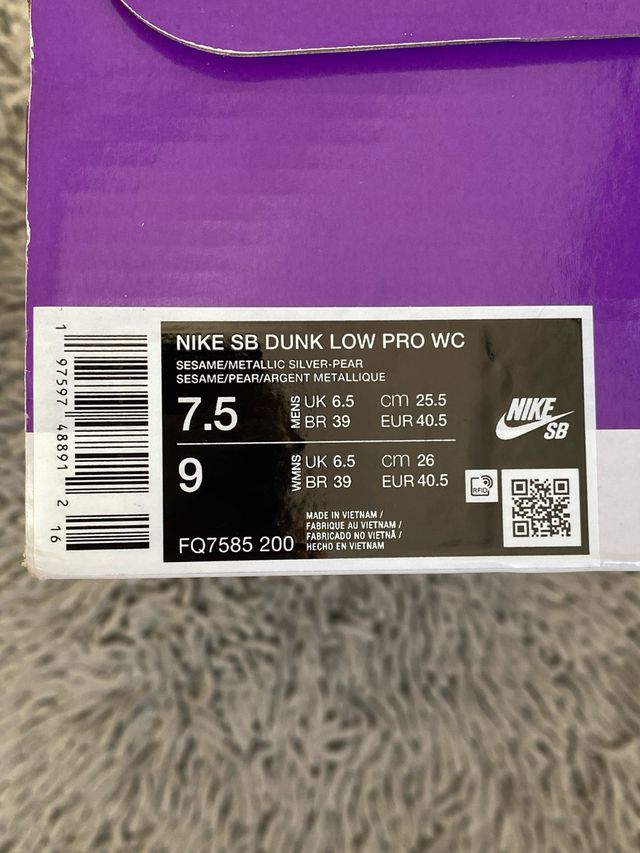 NIKE SB DUNK LOW PRO WC
SESAME/METALLIC SILVER-PEAR
SESAME/PEAR/ARGENT METALLIQUE
7.5 MENS UK 6.5 cm 25.5
BR 39 EUR 40.5
9 WMNS UK 6.5 cm 26
BR 39 EUR 40.5
FQ7585 200
MADE IN VIETNAM /
FABRIQUE AU VIETNAM /
FABRICADO NO VIETNÃ /
HECHO EN VIETNAM
NIKE
SB
RFID
1 97597 48891 2 16